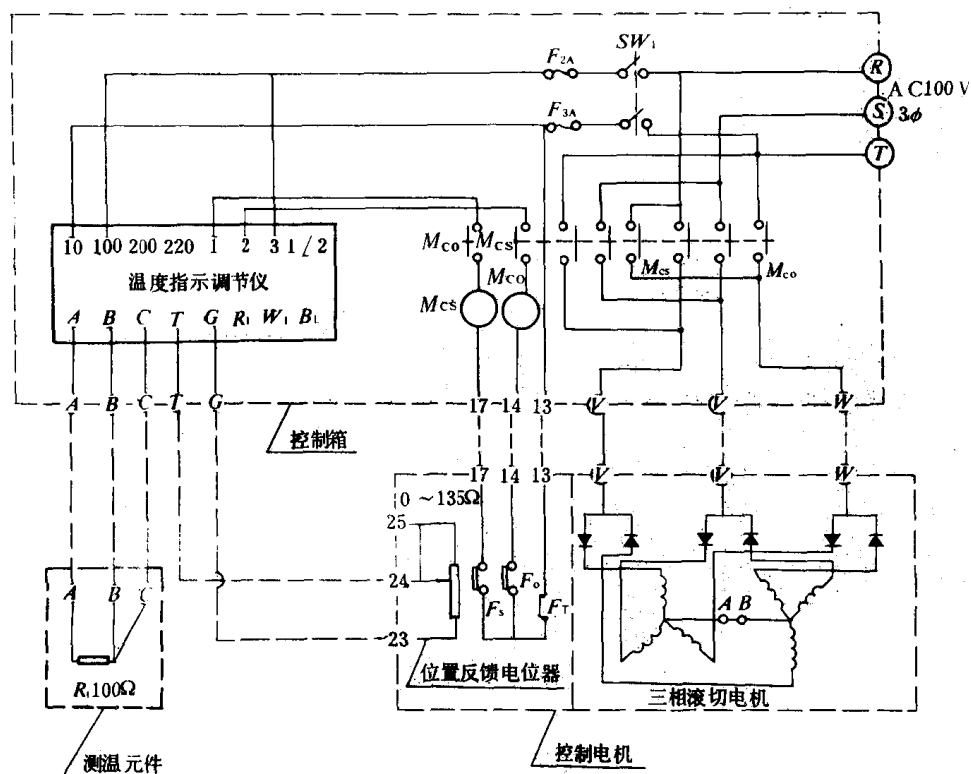 SW₁
F₂A
R
A C100 V
F₃A
S
3φ
T
10 100 200 220 1 2 3 1 / 2
温度指示调节仪
A B C T G R₁ W₁ B₁
Mco
Mcs
Mcs
Mco
Mcs
Mco
A B C T G
17 14 13
V V W
控制箱
17 14 13
V V W
0 ~135Ω
25
24
23
Fs
Fo
FT
A B
A B C
Rt100Ω
位置反馈电位器
三相滚切电机
测温元件
控制电机